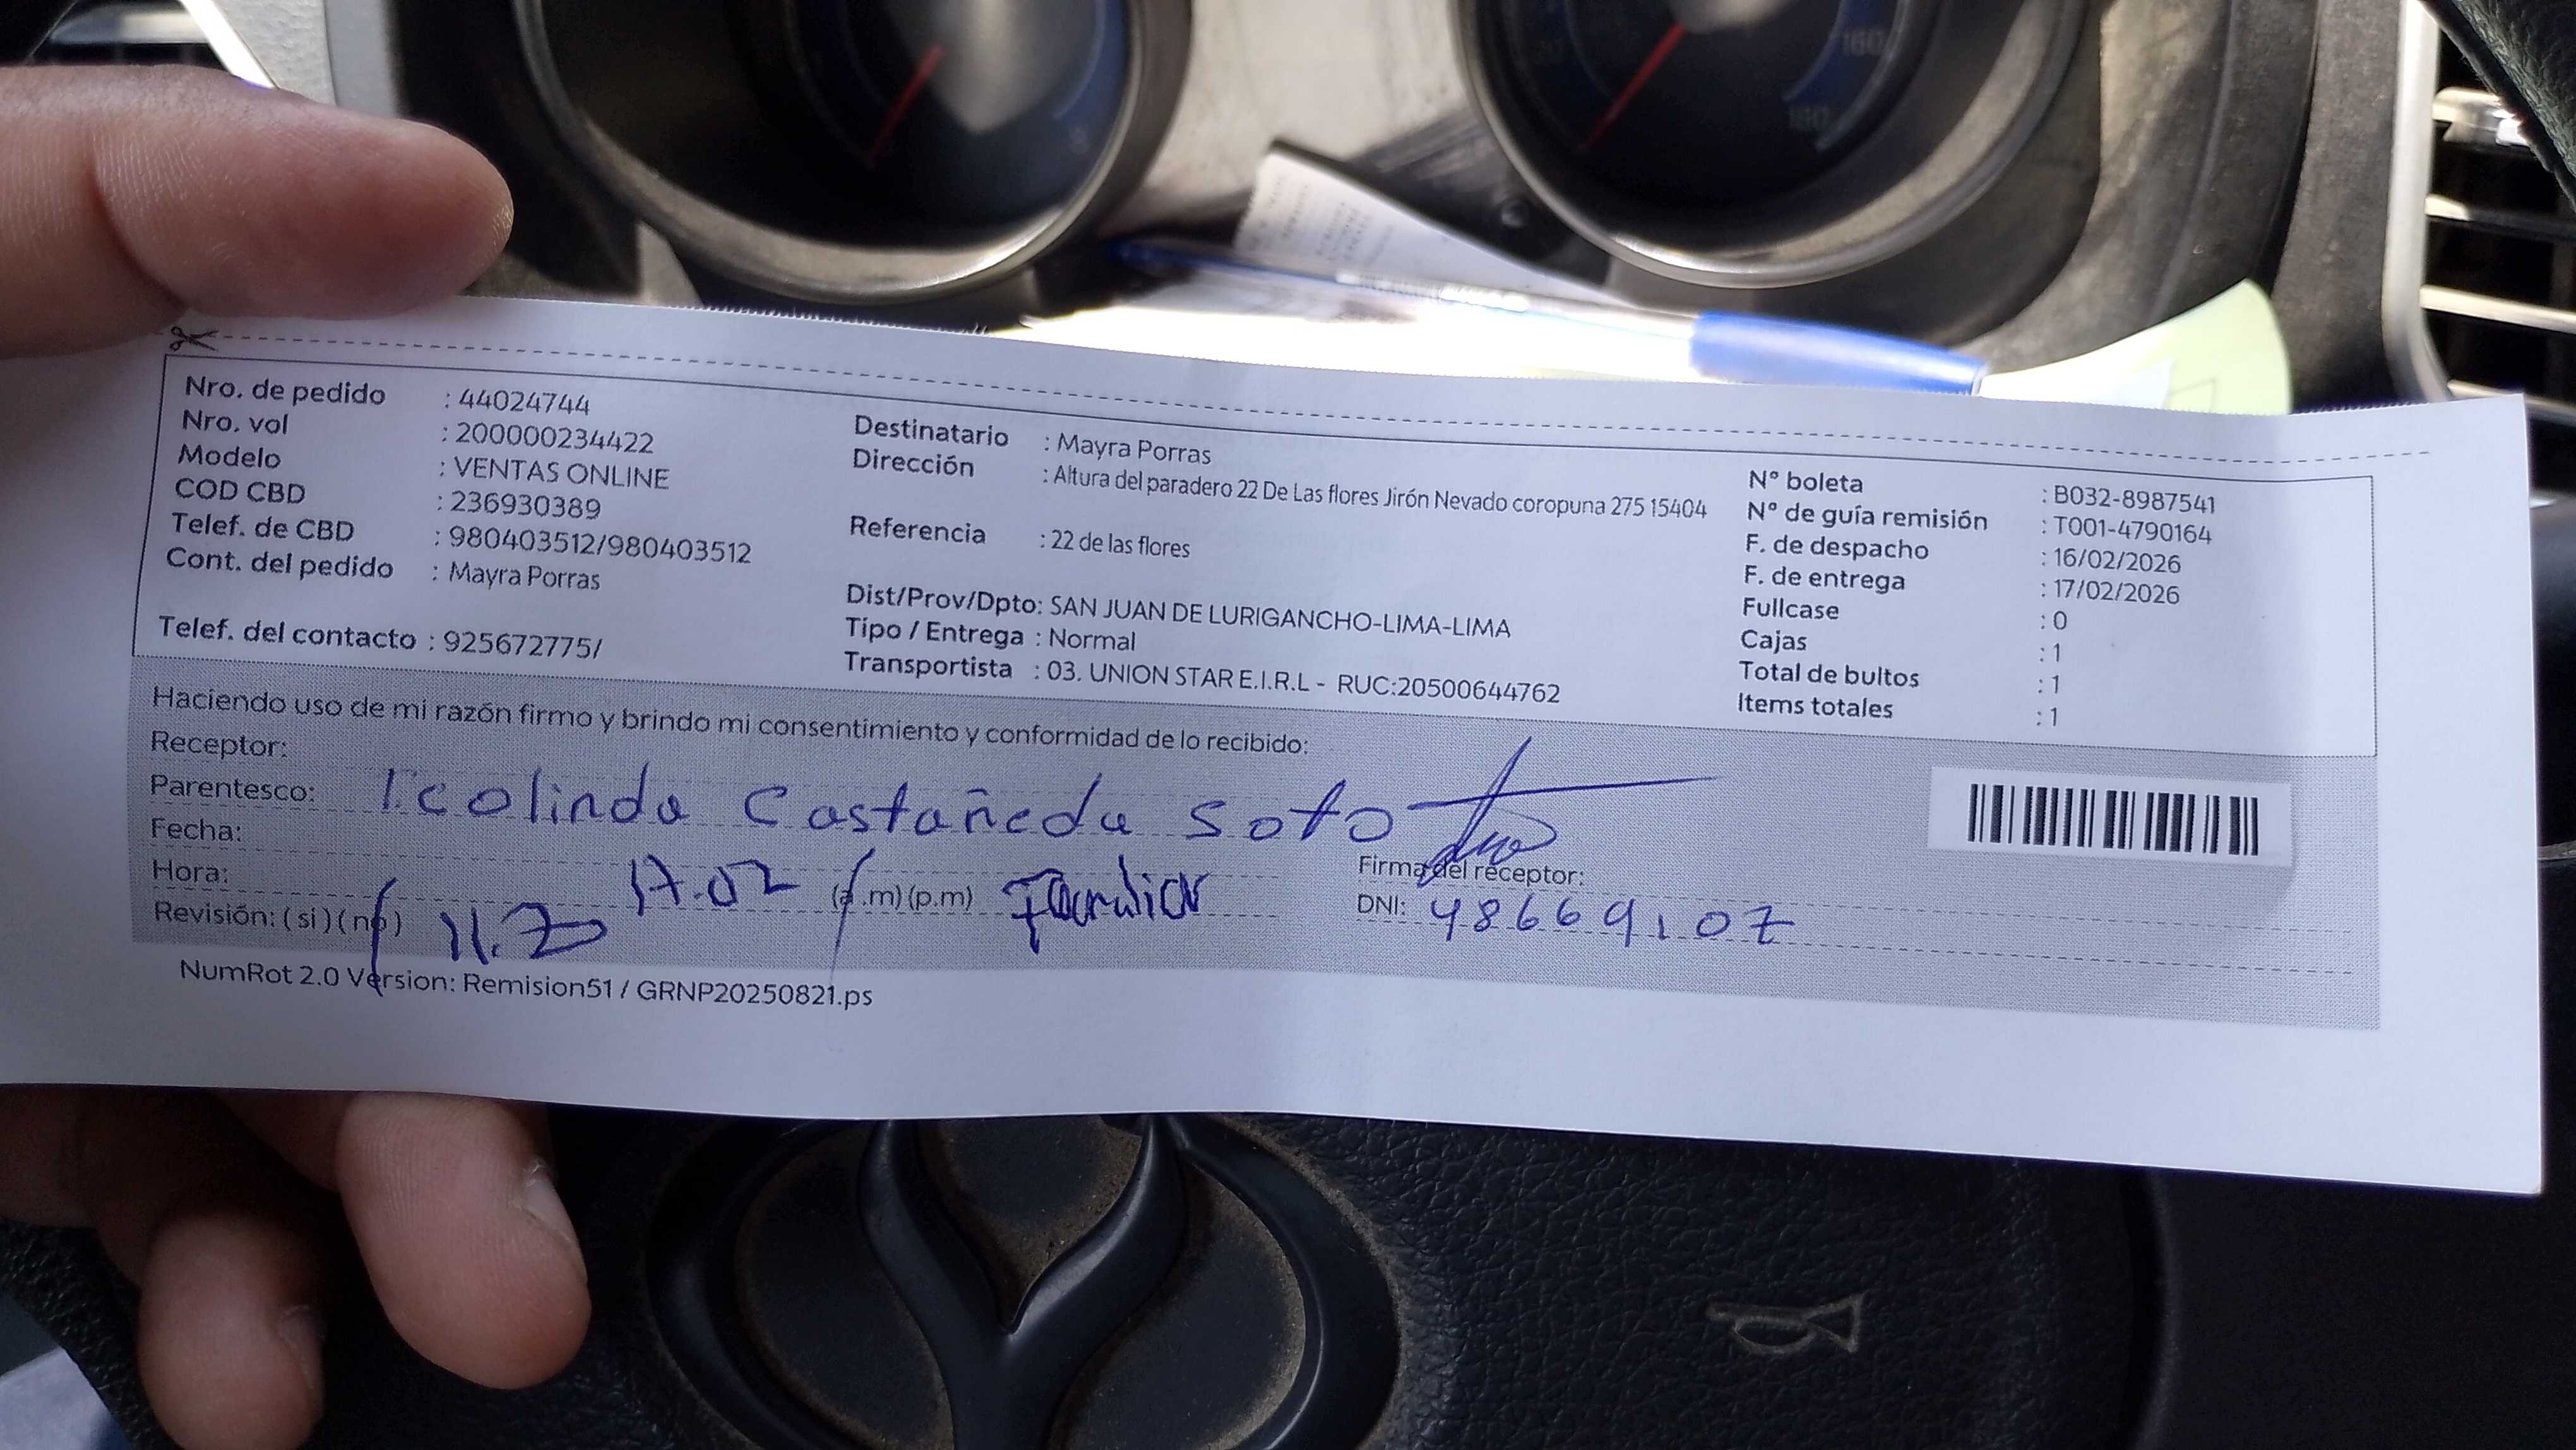 Nro. de pedido : 44024744
Nro. vol : 200000234422
Modelo : VENTAS ONLINE
COD CBD : 236930389
Telef. de CBD : 980403512/980403512
Cont. del pedido : Mayra Porras
Telef. del contacto : 925672775/
Destinatario : Mayra Porras
Dirección : Altura del paradero 22 De Las flores Jirón Nevado coropuna 275 15404
Referencia : 22 de las flores
Dist/Prov/Dpto: SAN JUAN DE LURIGANCHO-LIMA-LIMA
Tipo / Entrega : Normal
Transportista : 03. UNION STAR E.I.R.L - RUC:20500644762
N° boleta : B032-8987541
N° de guía remisión : T001-4790164
F. de despacho : 16/02/2026
F. de entrega : 17/02/2026
Fullcase : 0
Cajas : 1
Total de bultos : 1
Items totales : 1
Haciendo uso de mi razón firmo y brindo mi consentimiento y conformidad de lo recibido:
Receptor:
Parentesco: Castañeda Soto
Fecha:
Hora: 17.02 (a.m)(p.m) Familiar
Revisión: (si)(no)
Firma del receptor:
DNI: 48669107
NumRot 2.0 Version: Remision51 / GRNP20250821.ps
160
180